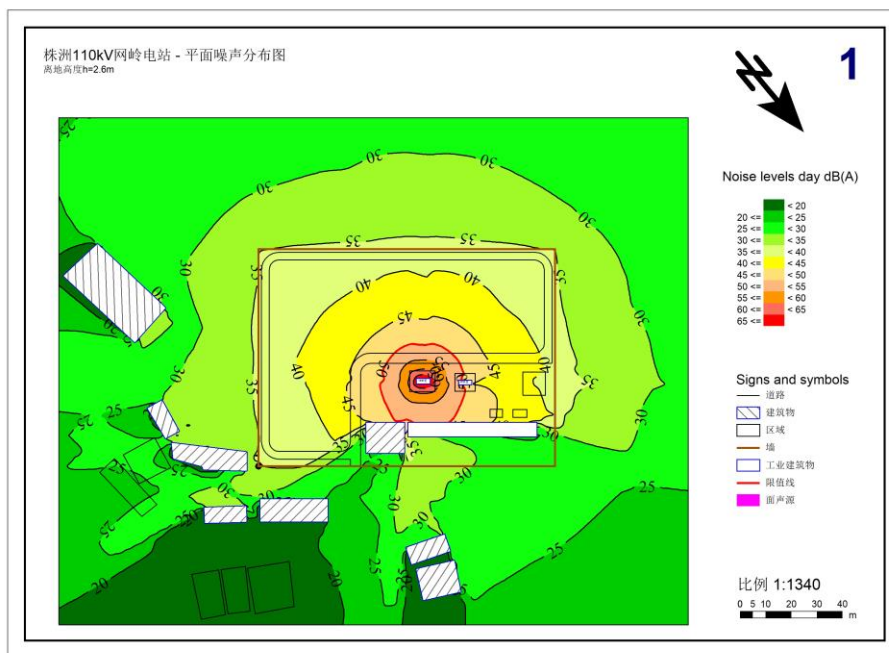 株洲110kV网岭电站 - 平面噪声分布图
离地高度h=2.6m
1
Noise levels day dB(A)
< 20
20 <= < 25
25 <= < 30
30 <= < 35
35 <= < 40
40 <= < 45
45 <= < 50
50 <= < 55
55 <= < 60
60 <= < 65
65 <=
Signs and symbols
道路
建筑物
区域
墙
工业建筑物
限值线
面声源
比例 1:1340
0 5 10 20 30 40
m
25
30
30
30
30
35
35
35
35
40
40
40
45
45
50
30
25
25
20
20
25
30
35